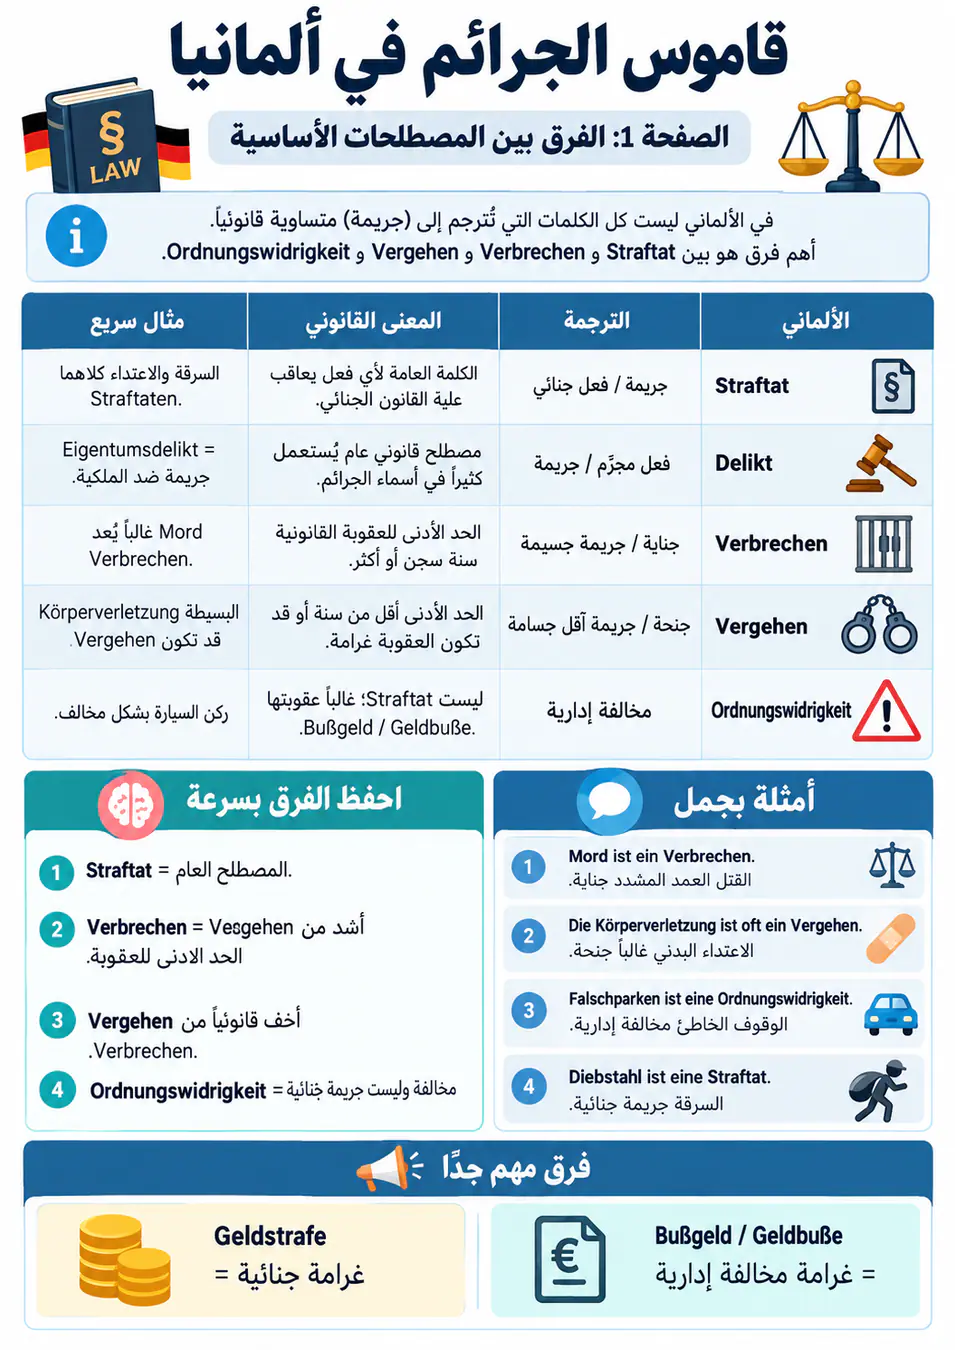 قاموس الجرائم في ألمانيا
§
LAW
الصفحة 1: الفرق بين المصطلحات الأساسية
في الألماني ليست كل الكلمات التي تُترجم إلى (جريمة) متساوية قانوئياً.
أهم فرق هو بين Straftat و Verbrechen و Vergehen و Ordnungswidrigkeit.
الألماني
الترجمة
المعنى القانوني
مثال سريع
§
Straftat
جريمة / فعل جنائي
الكلمة العامة لأي فعل يعاقب
علية القانون الجنائي.
السرقة والاعتداء كلاهما
Straftaten.
Delikt
فعل مجرَّم / جريمة
مصطلح قانوني عام يُستعمل
كثيراً في أسماء الجرائم.
Eigentumsdelikt =
جريمة ضد الملكية.
Verbrechen
جناية / جريمة جسيمة
الحد الأدنى للعقوبة القانونية
سنة سجن أو أكثر.
Mord غالباً يُعد
Verbrechen.
Vergehen
جنحة / جريمة آقل جسامة
الحد الأدنى أقل من سنة أو قد
تكون العقوبة غرامة.
Körperverletzung البسيطة
قد تكون Vergehen.
Ordnungswidrigkeit
مخالفة إدارية
ليست Straftat؛ غالباً عقوبتها
Bußgeld / Geldbuße.
ركن السيارة بشكل مخالف.
أمثلة بجمل
1 Mord ist ein Verbrechen.
القتل العمد المشدد جناية.
2 Die Körperverletzung ist oft ein Vergehen.
الاعتداء البدني غالباً جنحة.
3 Falschparken ist eine Ordnungswidrigkeit.
الوقوف الخاطئ مخالفة إدارية.
4 Diebstahl ist eine Straftat.
السرقة جريمة جنائية.
احفظ الفرق بسرعة
1 Straftat = المصطلح العام.
2 Verbrechen = Vesgehen أشد من
الحد الادنى للعقوبة.
3 Vergehen أخف قانوئياً من
.Verbrechen.
4 Ordnungswidrigkeit = مخالفة وليست جريمة جنائية
فرق مهم جدًا
Bußgeld / Geldbuße
= غرامة مخالفة إدارية
€
Geldstrafe
= غرامة جنائية